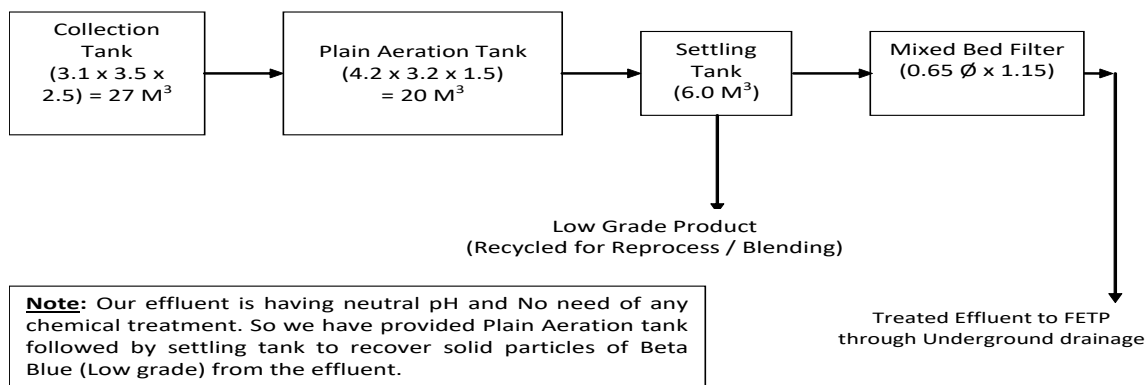 Collection
Tank
(3.1 x 3.5 x
2.5) = 27 M³
Plain Aeration Tank
(4.2 x 3.2 x 1.5)
= 20 M³
Settling
Tank
(6.0 M³)
Mixed Bed Filter
(0.65 Ø x 1.15)
Low Grade Product
(Recycled for Reprocess / Blending)
Note: Our effluent is having neutral pH and No need of any
chemical treatment. So we have provided Plain Aeration tank
followed by settling tank to recover solid particles of Beta
Blue (Low grade) from the effluent.
Treated Effluent to FETP
through Underground drainage